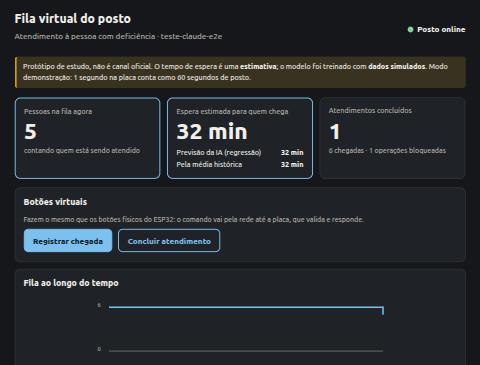 Fila virtual do posto
Atendimento à pessoa com deficiência · teste-claude-e2e
Posto online
Protótipo de estudo, não é canal oficial. O tempo de espera é uma estimativa; o modelo foi treinado com dados simulados. Modo
demonstração: 1 segundo na placa conta como 60 segundos de posto.
Pessoas na fila agora
5
contando quem está sendo atendido
Espera estimada para quem chega
32 min
Previsão da IA (regressão) 32 min
Pela média histórica 32 min
Atendimentos concluídos
1
6 chegadas · 1 operações bloqueadas
Botões virtuais
Fazem o mesmo que os botões físicos do ESP32: o comando vai pela rede até a placa, que valida e responde.
Registrar chegada
Concluir atendimento
Fila ao longo do tempo
6
0